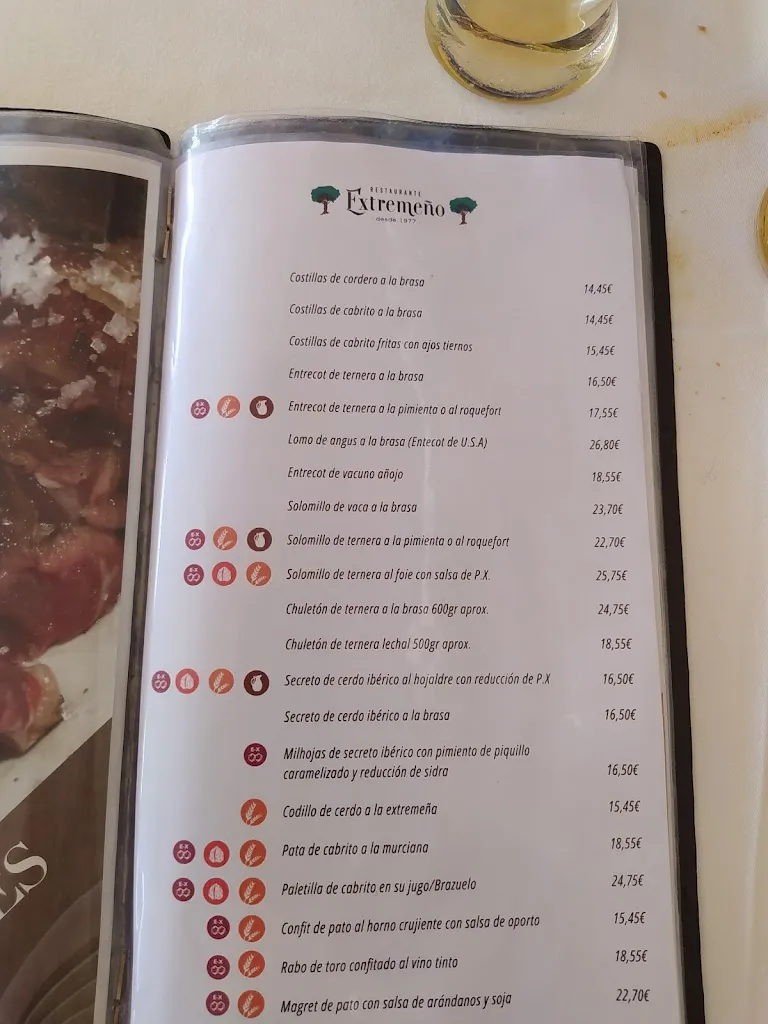 RESTAURANTE
Extremeño
desde 1977
Costillas de cordero a la brasa 14,45€
Costillas de cabrito a la brasa 14,45€
Costillas de cabrito fritas con ajos tiernos 15,45€
Entrecot de ternera a la brasa 16,50€
Entrecot de ternera a la pimienta o al roquefort 17,55€
Lomo de angus a la brasa (Entecot de U.S.A) 26,80€
Entrecot de vacuno añojo 18,55€
Solomillo de vaca a la brasa 23,70€
Solomillo de ternera a la pimienta o al roquefort 22,70€
Solomillo de ternera al foie con salsa de P.X. 25,75€
Chuletón de ternera a la brasa 600gr aprox. 24,75€
Chuletón de ternera lechal 500gr aprox. 18,55€
Secreto de cerdo ibérico al hojaldre con reducción de P.X 16,50€
Secreto de cerdo ibérico a la brasa 16,50€
Milhojas de secreto ibérico con pimiento de piquillo
caramelizado y reducción de sidra 16,50€
Codillo de cerdo a la extremeña 15,45€
Pata de cabrito a la murciana 18,55€
Paletilla de cabrito en su jugo/Brazuelo 24,75€
Confit de pato al horno crujiente con salsa de oporto 15,45€
Rabo de toro confitado al vino tinto 18,55€
Magret de pato con salsa de arándanos y soja 22,70€